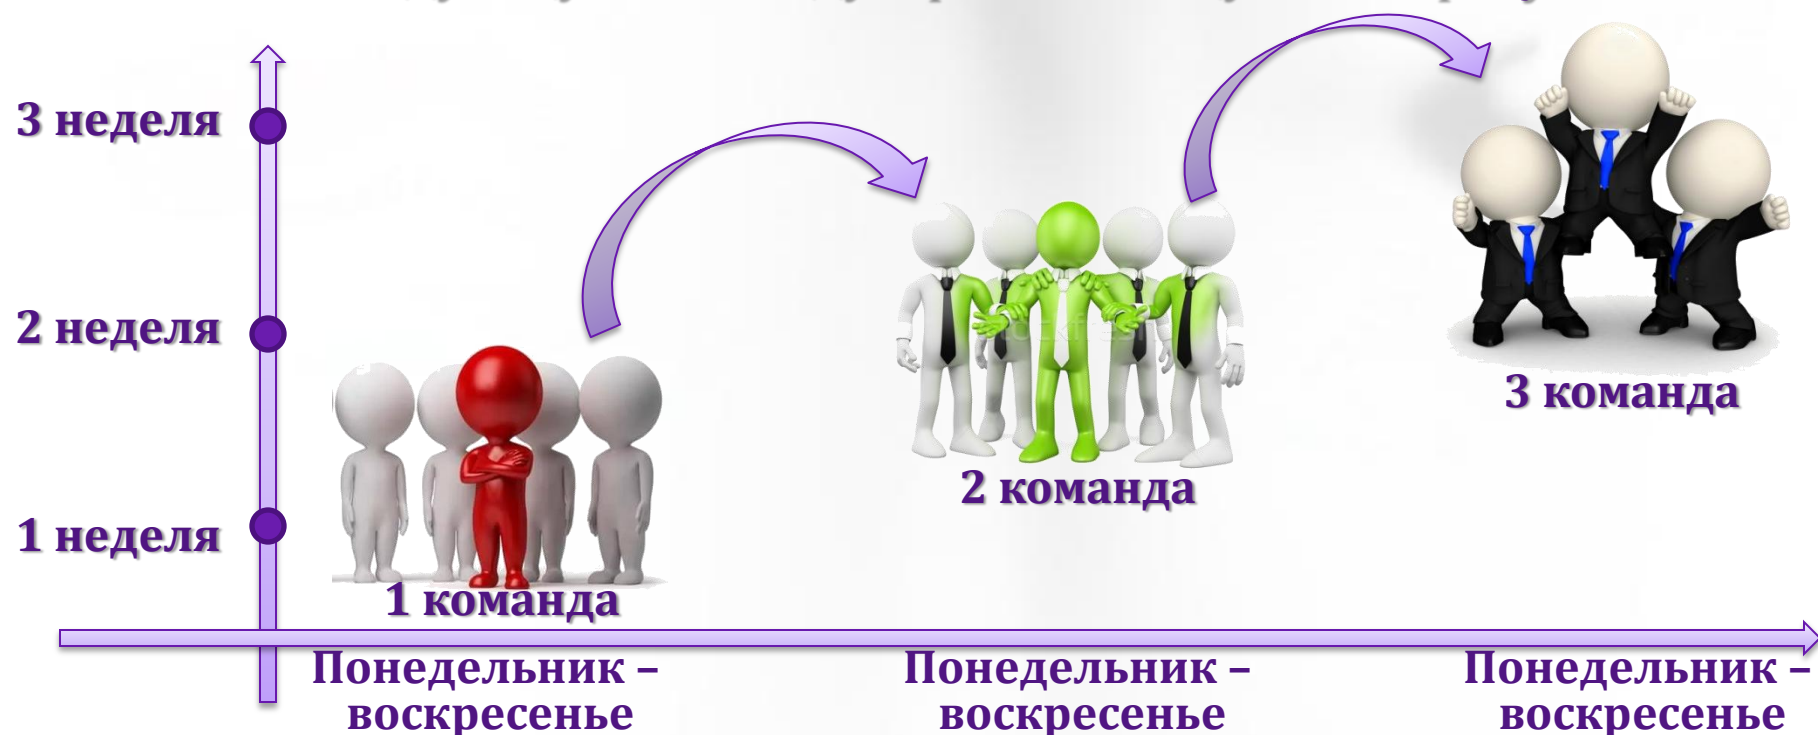 3 неделя
2 неделя
1 неделя
1 команда
2 команда
3 команда
Понедельник –
воскресенье
Понедельник –
воскресенье
Понедельник –
воскресенье